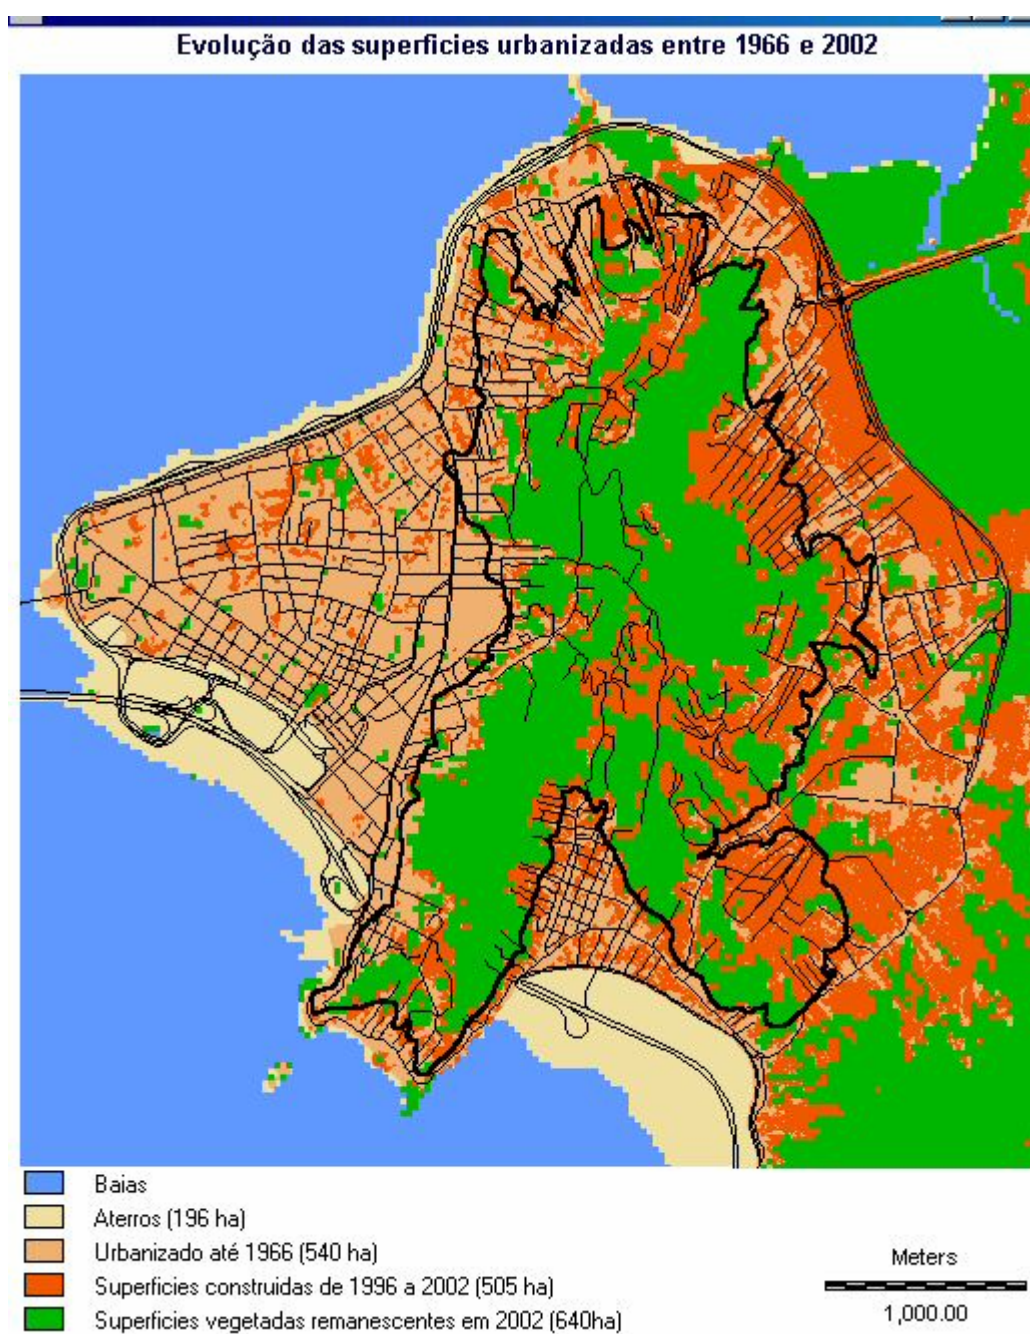 Evolução das superficies urbanizadas entre 1966 e 2002
Baias
Aterros (196 ha)
Urbanizado até 1966 (540 ha)
Superficies construidas de 1996 a 2002 (505 ha)
Superficies vegetadas remanescentes em 2002 (640ha)
Meters
1,000.00